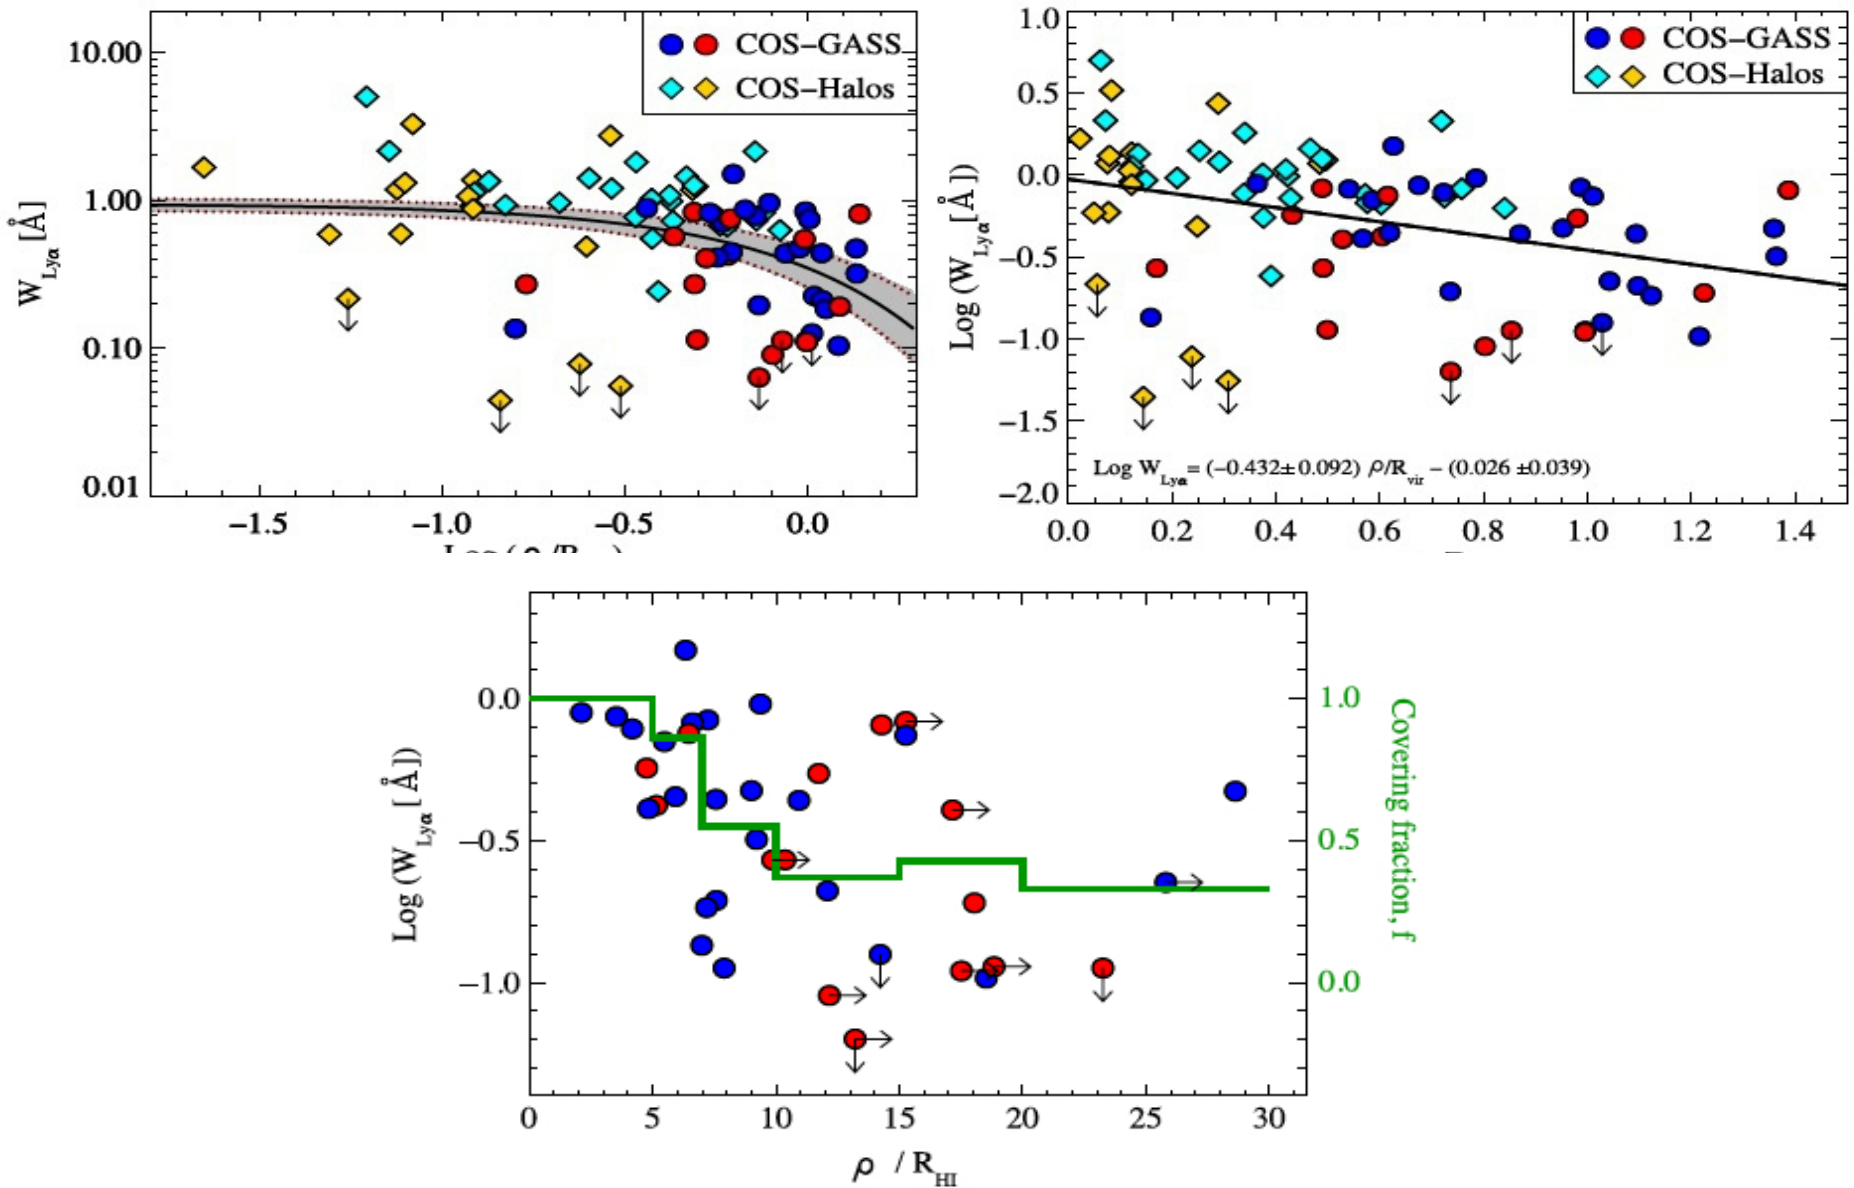 COS−GASS
COS−Halos
10.00
1.00
0.10
0.01
W_Lyα [Å]
−1.5 −1.0 −0.5 0.0
COS−GASS
COS−Halos
1.0
0.5
0.0
−0.5
−1.0
−1.5
−2.0
Log (W_Lyα [Å])
Log W_Lyα = (−0.432± 0.092) ρ/R_vir − (0.026 ±0.039)
0.0 0.2 0.4 0.6 0.8 1.0 1.2 1.4
0.0
−0.5
−1.0
Log (W_Lyα [Å])
1.0
0.5
0.0
Covering fraction, f
0 5 10 15 20 25 30
ρ / R_HI